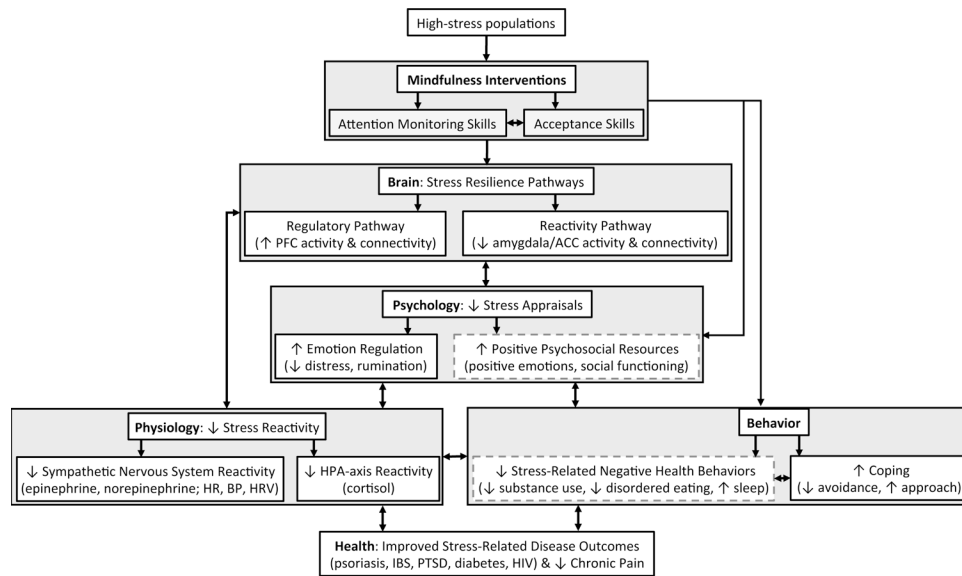 High-stress populations
Mindfulness Interventions
Attention Monitoring Skills
Acceptance Skills
Brain: Stress Resilience Pathways
Regulatory Pathway
(↑ PFC activity & connectivity)
Reactivity Pathway
(↓ amygdala/ACC activity & connectivity)
Psychology: ↓ Stress Appraisals
↑ Emotion Regulation
(↓ distress, rumination)
↑ Positive Psychosocial Resources
(positive emotions, social functioning)
Physiology: ↓ Stress Reactivity
↓ Sympathetic Nervous System Reactivity
(epinephrine, norepinephrine; HR, BP, HRV)
↓ HPA-axis Reactivity
(cortisol)
Behavior
↓ Stress-Related Negative Health Behaviors
(↓ substance use, ↓ disordered eating, ↑ sleep)
↑ Coping
(↓ avoidance, ↑ approach)
Health: Improved Stress-Related Disease Outcomes
(psoriasis, IBS, PTSD, diabetes, HIV) & ↓ Chronic Pain